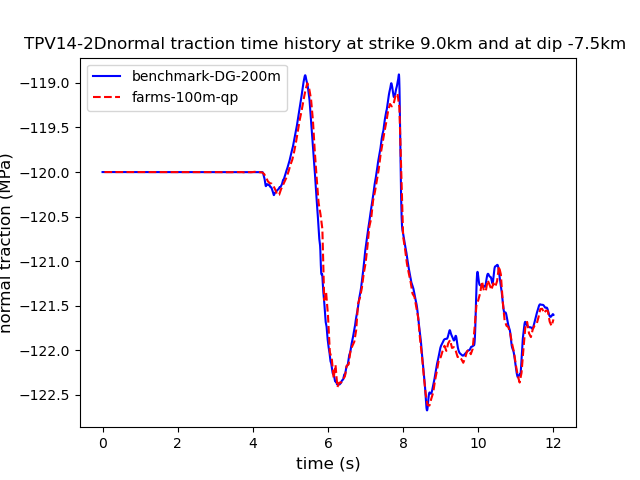 TPV14-2Dnormal traction time history at strike 9.0km and at dip -7.5km
benchmark-DG-200m
farms-100m-qp
−119.0
−119.5
−120.0
−120.5
−121.0
−121.5
−122.0
−122.5
normal traction (MPa)
0 2 4 6 8 10 12
time (s)